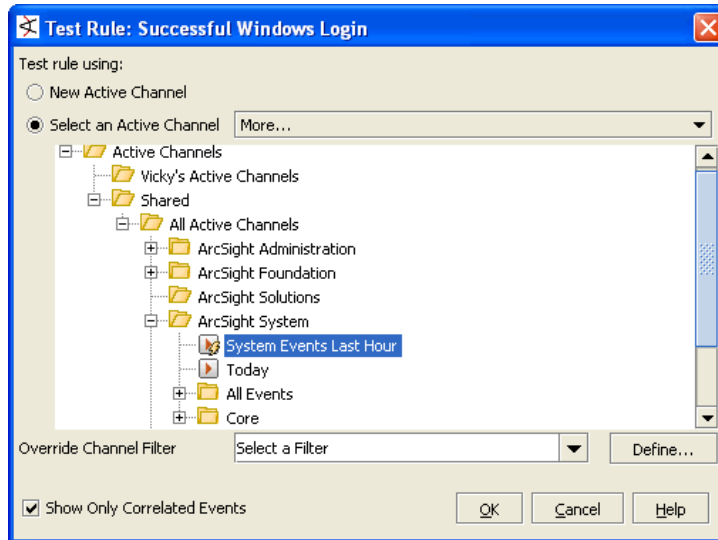 Test Rule: Successful Windows Login
Test rule using:
New Active Channel
Select an Active Channel More...
Active Channels
Vicky's Active Channels
Shared
All Active Channels
ArcSight Administration
ArcSight Foundation
ArcSight Solutions
ArcSight System
System Events Last Hour
Today
All Events
Core
Override Channel Filter Select a Filter Define...
Show Only Correlated Events OK Cancel Help